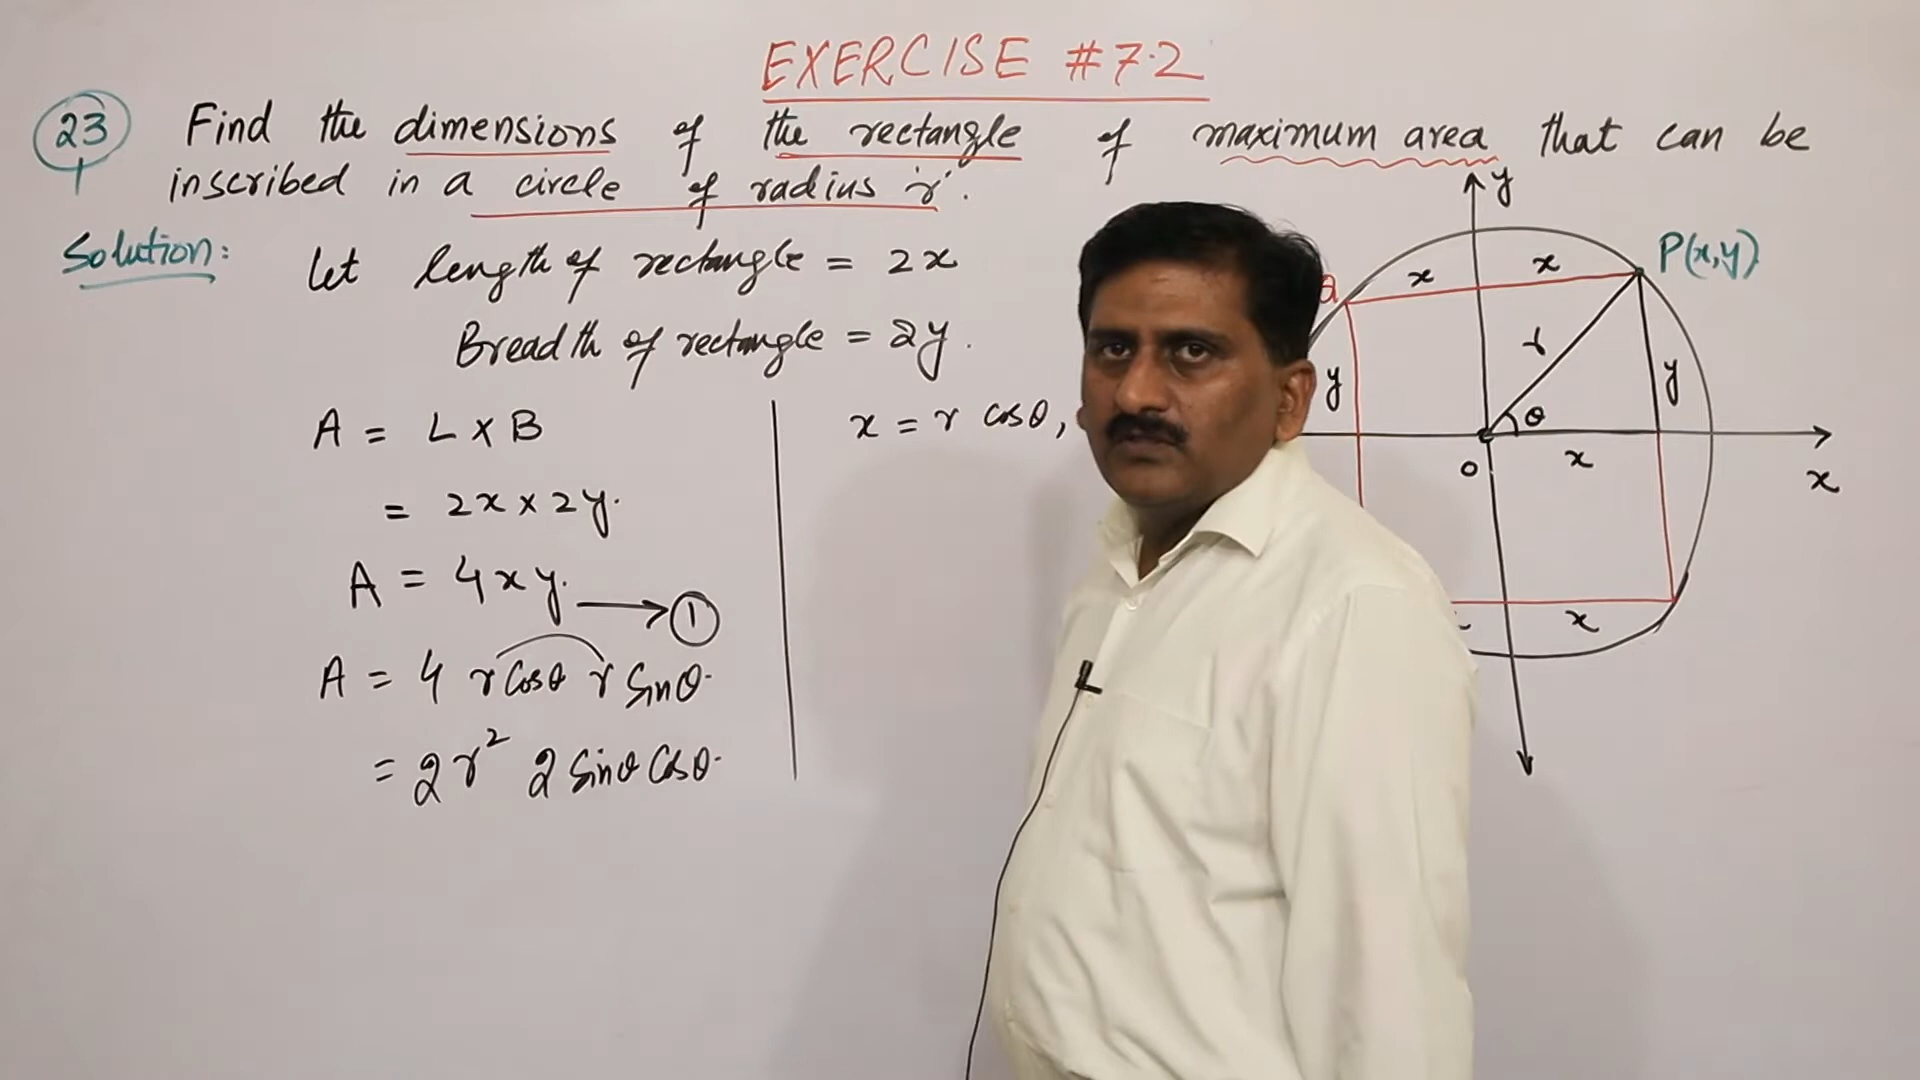 EXERCISE #7.2
23 Find the dimensions of the rectangle of maximum area that can be
inscribed in a circle of radius 'r'.
Solution: Let length of rectangle = 2x
Breadth of rectangle = 2y.
A = L x B
= 2x x 2y.
A = 4xy. → ①
A = 4 r Cosθ r Sinθ.
= 2r² 2 Sinθ Cosθ.
x = r cosθ,
y
P(x,y)
x x
r
y y
θ
o x
x
x